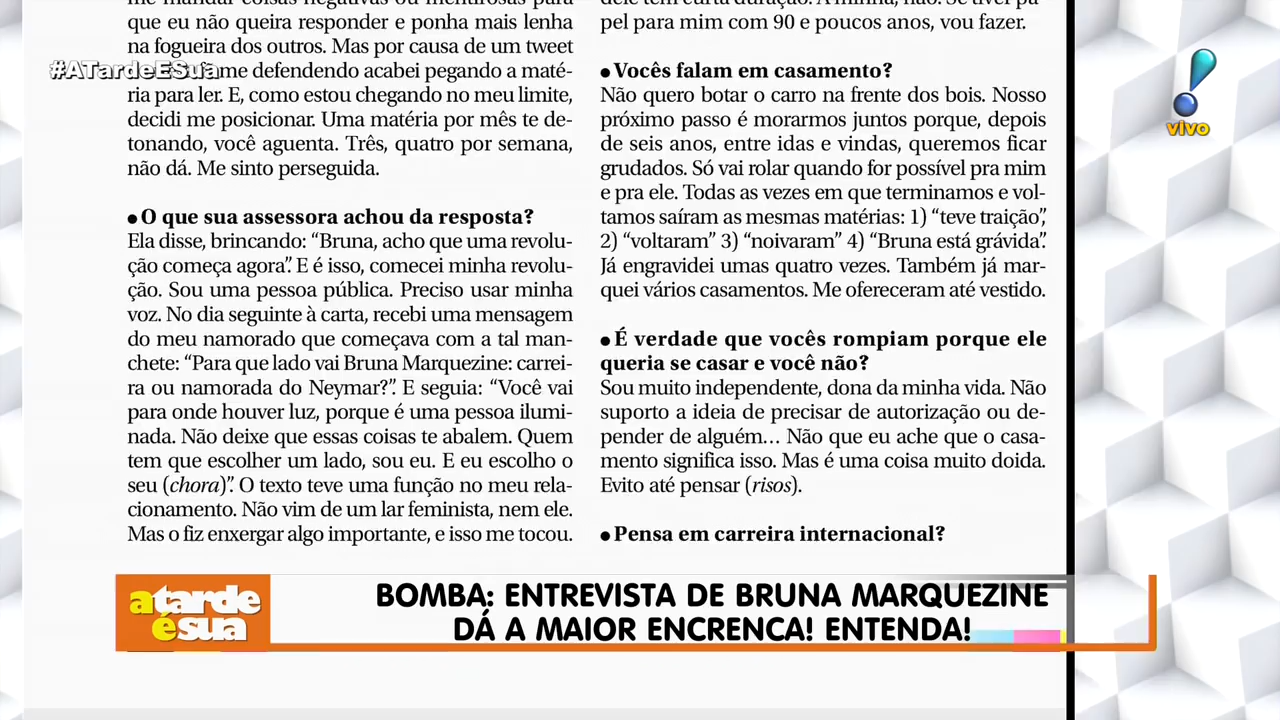 me mandar coisas negativas ou mentirosas para
que eu não queira responder e ponha mais lenha
na fogueira dos outros. Mas por causa de um tweet
me defendendo acabei pegando a maté-
ria para ler. E, como estou chegando no meu limite,
decidi me posicionar. Uma matéria por mês te de-
tonando, você aguenta. Três, quatro por semana,
não dá. Me sinto perseguida.
•O que sua assessora achou da resposta?
Ela disse, brincando: “Bruna, acho que uma revolu-
ção começa agora”. E é isso, comecei minha revolu-
ção. Sou uma pessoa pública. Preciso usar minha
voz. No dia seguinte à carta, recebi uma mensagem
do meu namorado que começava com a tal man-
chete: “Para que lado vai Bruna Marquezine: carrei-
ra ou namorada do Neymar?”. E seguia: “Você vai
para onde houver luz, porque é uma pessoa ilumi-
nada. Não deixe que essas coisas te abalem. Quem
tem que escolher um lado, sou eu. E eu escolho o
seu (chora)”. O texto teve uma função no meu rela-
cionamento. Não vim de um lar feminista, nem ele.
Mas o fiz enxergar algo importante, e isso me tocou.
dele tem carta duração. A minha, não. Se tiver pa-
pel para mim com 90 e poucos anos, vou fazer.
•Vocês falam em casamento?
Não quero botar o carro na frente dos bois. Nosso
próximo passo é morarmos juntos porque, depois
de seis anos, entre idas e vindas, queremos ficar
grudados. Só vai rolar quando for possível pra mim
e pra ele. Todas as vezes em que terminamos e vol-
tamos saíram as mesmas matérias: 1) “teve traição”,
2) “voltaram” 3) “noivaram” 4) “Bruna está grávida”.
Já engravidei umas quatro vezes. Também já mar-
quei vários casamentos. Me ofereceram até vestido.
•É verdade que vocês rompiam porque ele
queria se casar e você não?
Sou muito independente, dona da minha vida. Não
suporto a ideia de precisar de autorização ou de-
pender de alguém... Não que eu ache que o casa-
mento significa isso. Mas é uma coisa muito doida.
Evito até pensar (risos).
•Pensa em carreira internacional?
#ATardeESua
vivo
a tarde
é sua
BOMBA: ENTREVISTA DE BRUNA MARQUEZINE
DÁ A MAIOR ENCRENCA! ENTENDA!